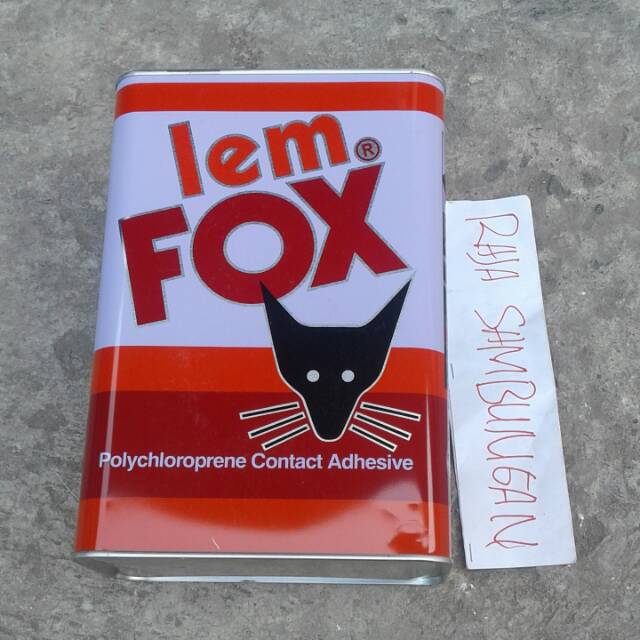 lem®
FOX
Polychloroprene Contact Adhesive
RAJA SAMBUNGAN